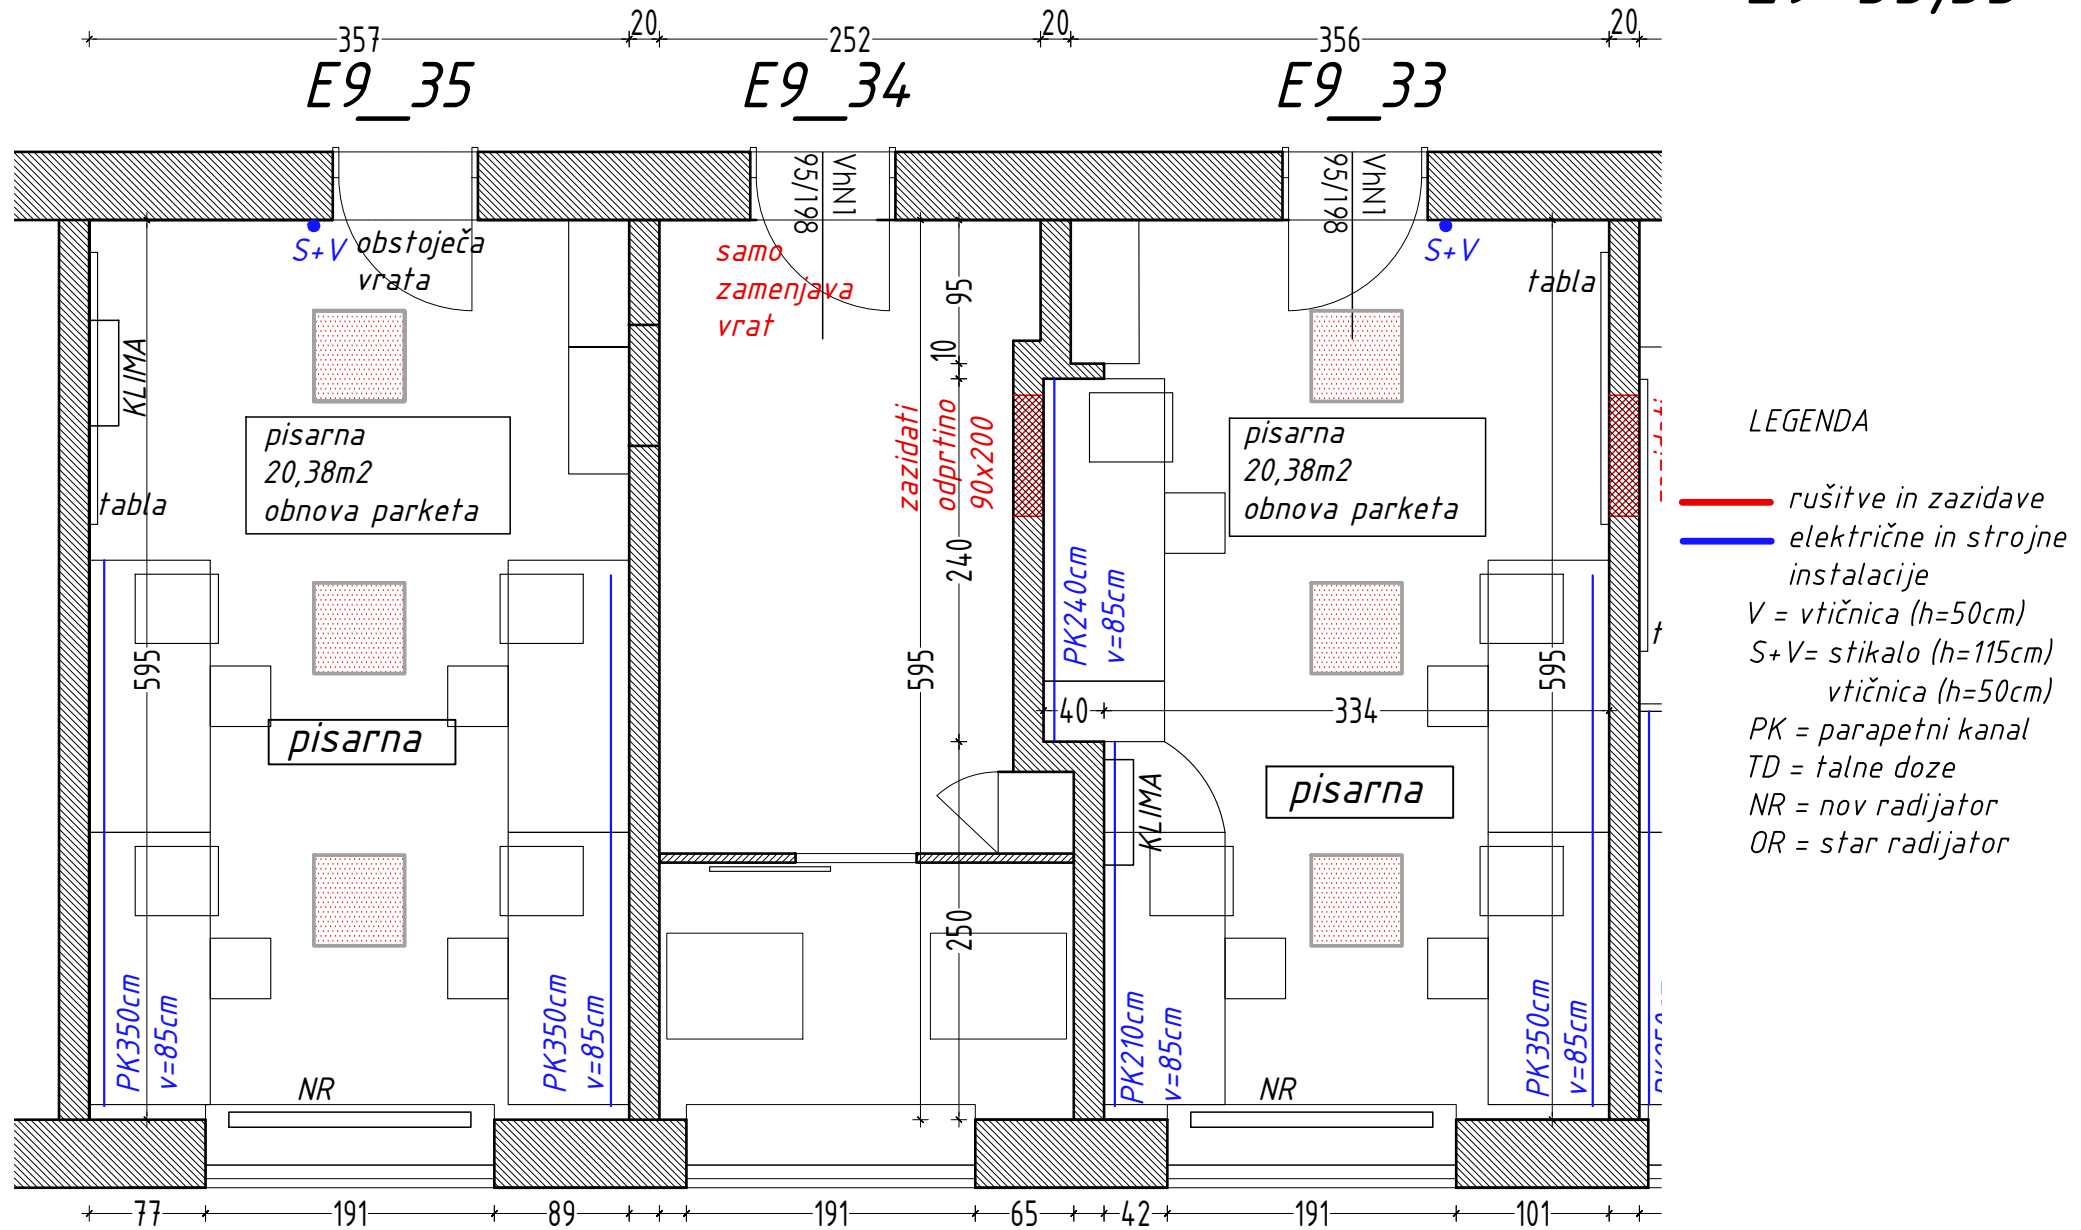 20
20
20
357
252
356
E9_35
E9_34
E9_33
VhN1
95/198
VhN1
95/198
S+V
obstoječa
vrata
samo
zamenjava
vrat
S+V
tabla
95
10
KLIMA
pisarna
20,38m2
obnova parketa
zazidati
odprtino
90x200
pisarna
20,38m2
obnova parketa
tabla
240
PK240cm
v=85cm
595
595
595
40
334
pisarna
pisarna
KLIMA
250
PK350cm
v=85cm
PK350cm
v=85cm
PK210cm
v=85cm
PK350cm
v=85cm
NR
NR
77
191
89
191
65
42
191
101
LEGENDA
rušitve in zazidave
električne in strojne
instalacije
V = vtičnica (h=50cm)
S+V= stikalo (h=115cm)
vtičnica (h=50cm)
PK = parapetni kanal
TD = talne doze
NR = nov radijator
OR = star radijator